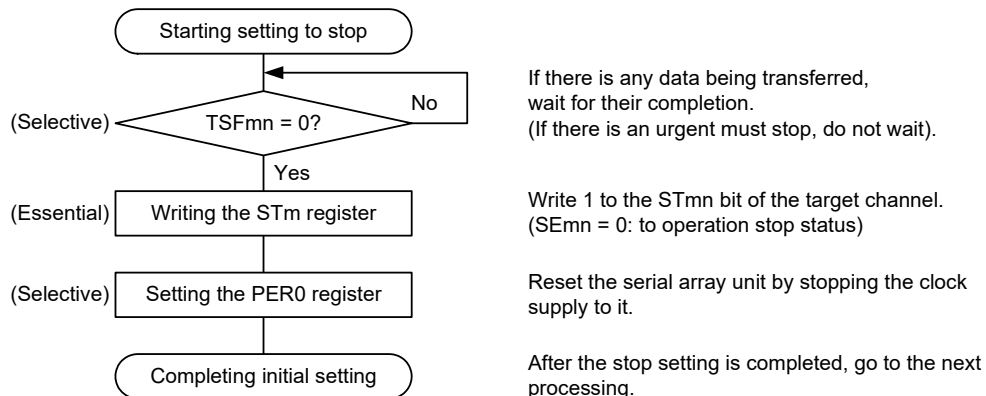 Starting setting to stop
No
If there is any data being transferred,
wait for their completion.
(If there is an urgent must stop, do not wait).
(Selective)
TSFmn = 0?
Yes
(Essential)
Writing the STm register
Write 1 to the STmn bit of the target channel.
(SEmn = 0: to operation stop status)
(Selective)
Setting the PER0 register
Reset the serial array unit by stopping the clock
supply to it.
Completing initial setting
After the stop setting is completed, go to the next
processing.